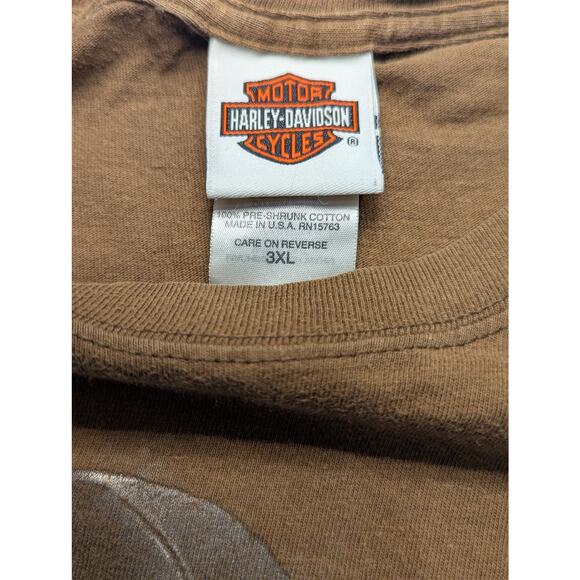 MOTOR
HARLEY-DAVIDSON
CYCLES ®
100% PRE-SHRUNK COTTON
MADE IN U.S.A. RN15763
CARE ON REVERSE
3XL